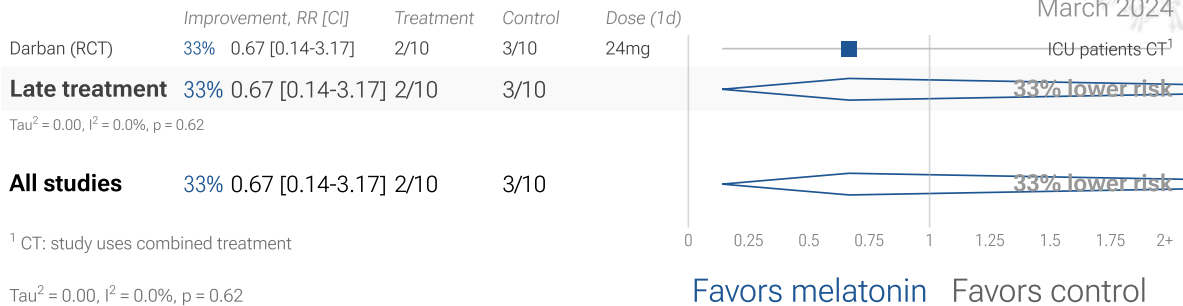 March 2024
Improvement, RR [CI] Treatment Control Dose (1d)
Darban (RCT) 33% 0.67 [0.14-3.17] 2/10 3/10 24mg ICU patients CT¹
Late treatment 33% 0.67 [0.14-3.17] 2/10 3/10 33% lower risk
Tau² = 0.00, I² = 0.0%, p = 0.62
All studies 33% 0.67 [0.14-3.17] 2/10 3/10 33% lower risk
0 0.25 0.5 0.75 1 1.25 1.5 1.75 2+
¹ CT: study uses combined treatment
Tau² = 0.00, I² = 0.0%, p = 0.62 Favors melatonin Favors control